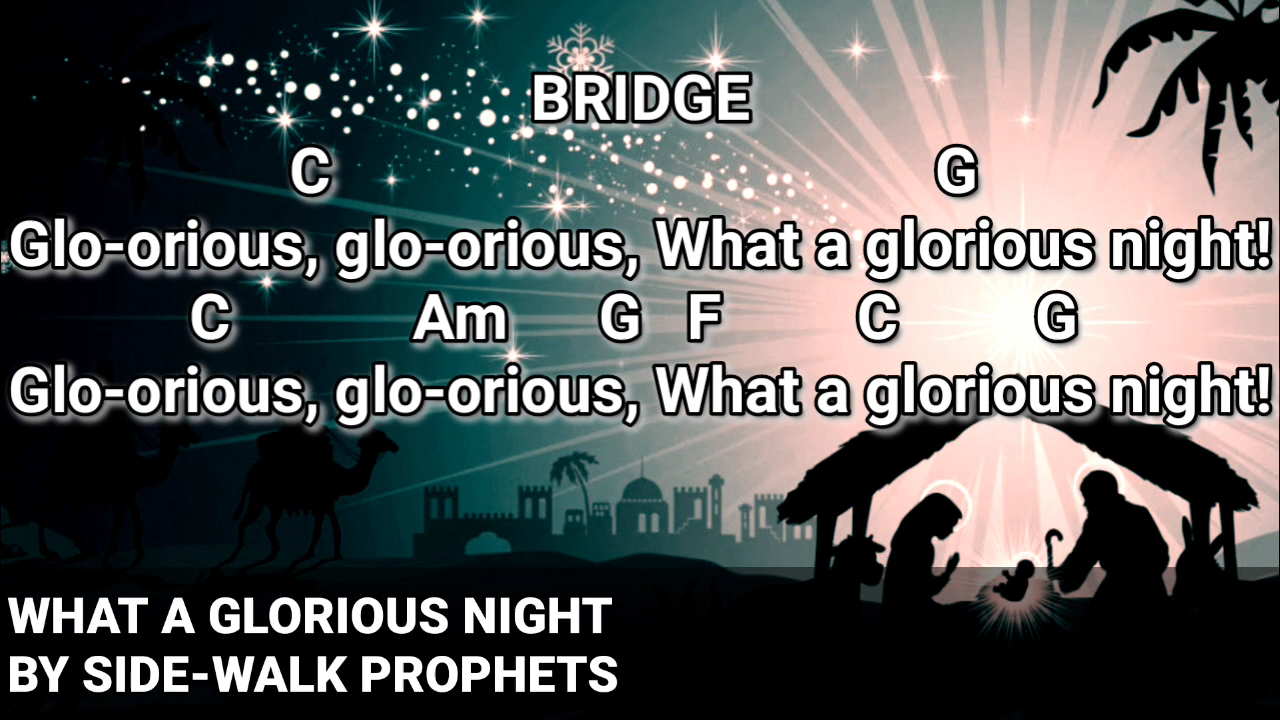 BRIDGE
C G
Glo-orious, glo-orious, What a glorious night!
C Am G F C G
Glo-orious, glo-orious, What a glorious night!
WHAT A GLORIOUS NIGHT
BY SIDE-WALK PROPHETS